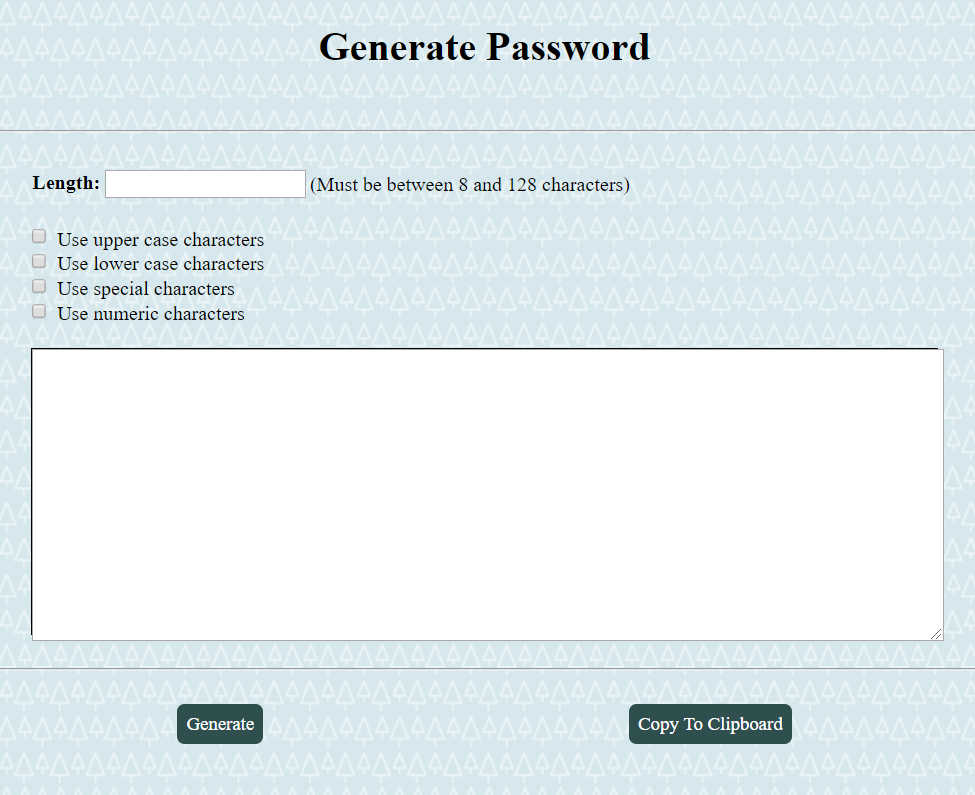 Generate Password
Length: (Must be between 8 and 128 characters)
Use upper case characters
Use lower case characters
Use special characters
Use numeric characters
Generate
Copy To Clipboard